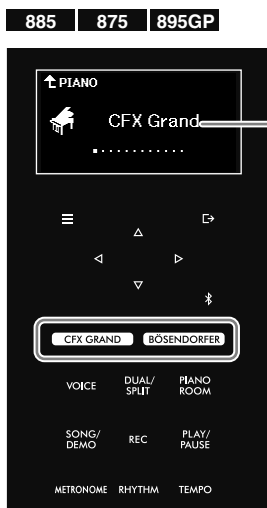 885 875 895GP
PIANO
CFX Grand
CFX GRAND BÖSENDORFER
VOICE DUAL/ SPLIT PIANO ROOM
SONG/ DEMO REC PLAY/ PAUSE
METRONOME RHYTHM TEMPO